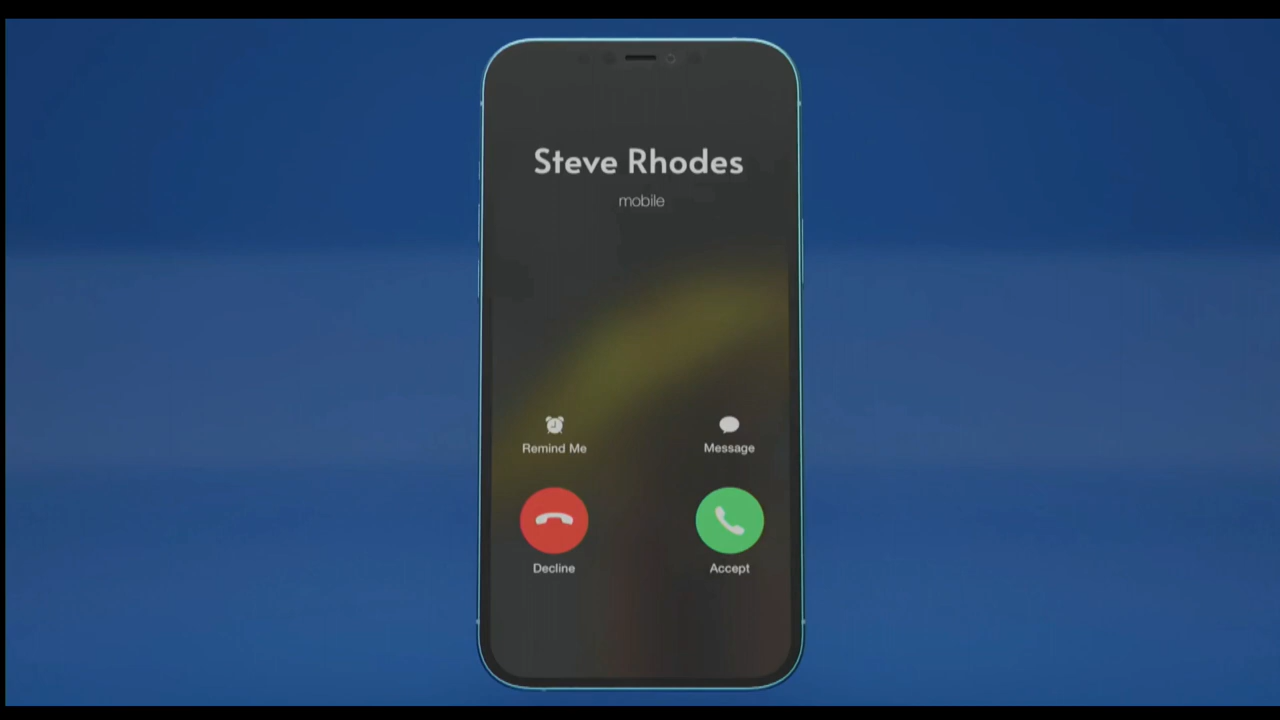 Steve Rhodes
mobile
Remind Me
Message
Decline
Accept